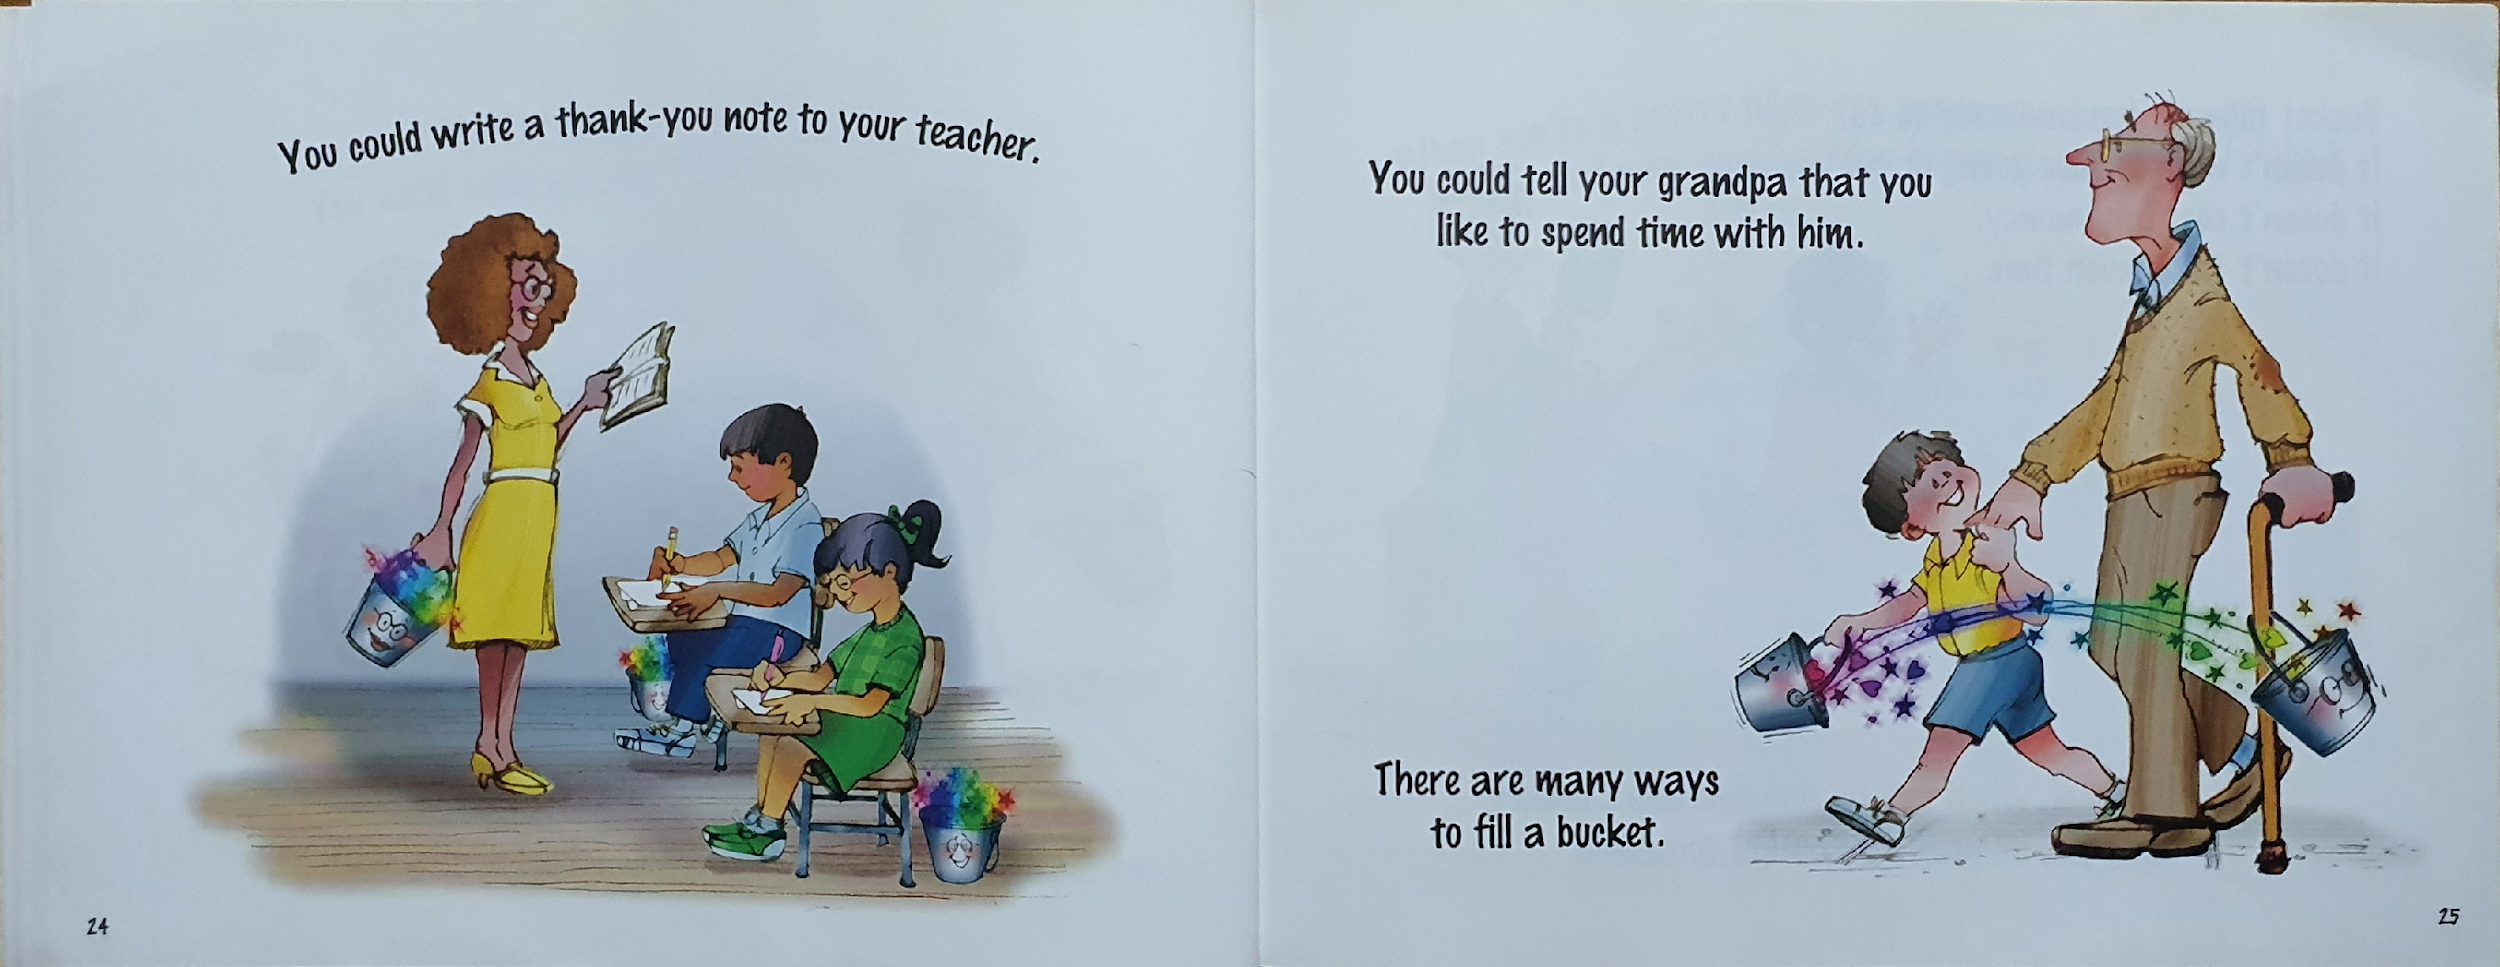 You could write a thank-you note to your teacher.
24
You could tell your grandpa that you
like to spend time with him.
There are many ways
to fill a bucket.
25